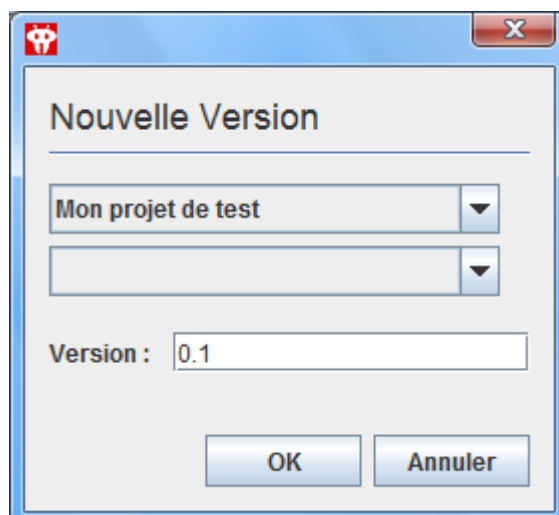 Nouvelle Version
Mon projet de test
Version : 0.1
OK Annuler